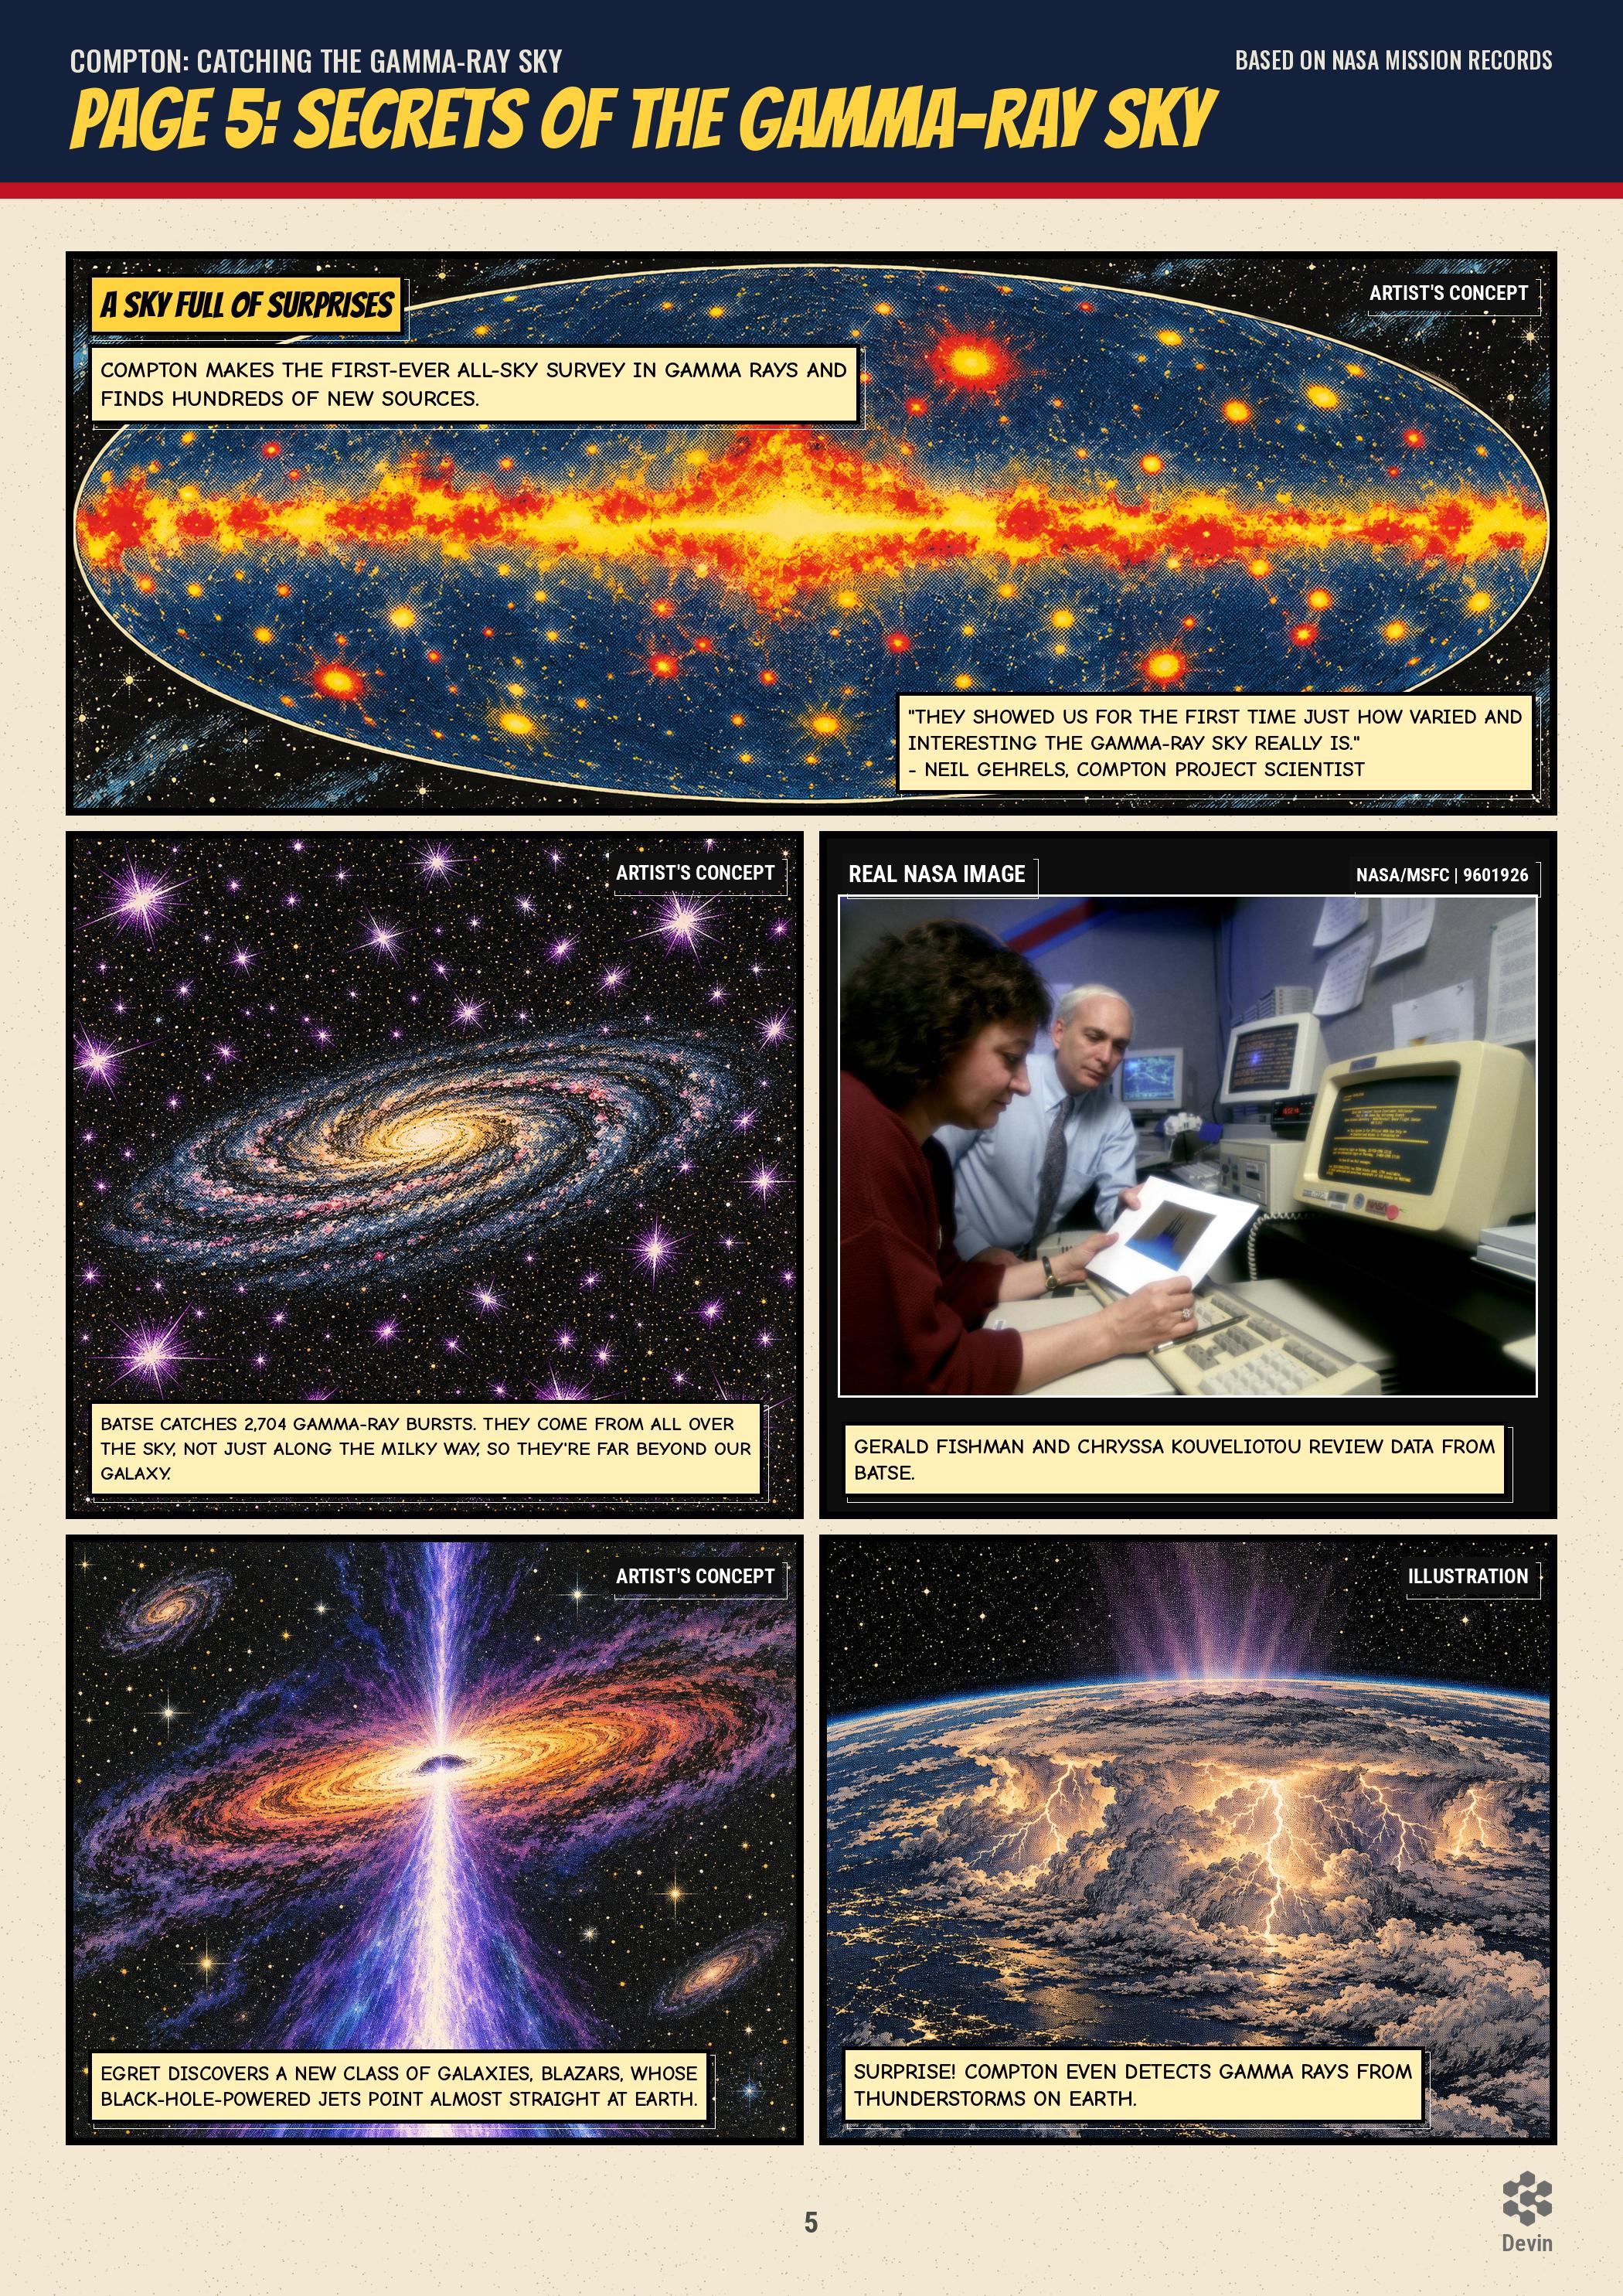 COMPTON: CATCHING THE GAMMA-RAY SKY
BASED ON NASA MISSION RECORDS
PAGE 5: SECRETS OF THE GAMMA-RAY SKY
A SKY FULL OF SURPRISES
ARTIST'S CONCEPT
COMPTON MAKES THE FIRST-EVER ALL-SKY SURVEY IN GAMMA RAYS AND
FINDS HUNDREDS OF NEW SOURCES.
"THEY SHOWED US FOR THE FIRST TIME JUST HOW VARIED AND
INTERESTING THE GAMMA-RAY SKY REALLY IS."
- NEIL GEHRELS, COMPTON PROJECT SCIENTIST
ARTIST'S CONCEPT
BATSE CATCHES 2,704 GAMMA-RAY BURSTS. THEY COME FROM ALL OVER
THE SKY, NOT JUST ALONG THE MILKY WAY, SO THEY'RE FAR BEYOND OUR
GALAXY.
REAL NASA IMAGE
NASA/MSFC | 9601926
GERALD FISHMAN AND CHRYSSA KOUVELIOTOU REVIEW DATA FROM
BATSE.
ARTIST'S CONCEPT
EGRET DISCOVERS A NEW CLASS OF GALAXIES, BLAZARS, WHOSE
BLACK-HOLE-POWERED JETS POINT ALMOST STRAIGHT AT EARTH.
ILLUSTRATION
SURPRISE! COMPTON EVEN DETECTS GAMMA RAYS FROM
THUNDERSTORMS ON EARTH.
5
Devin